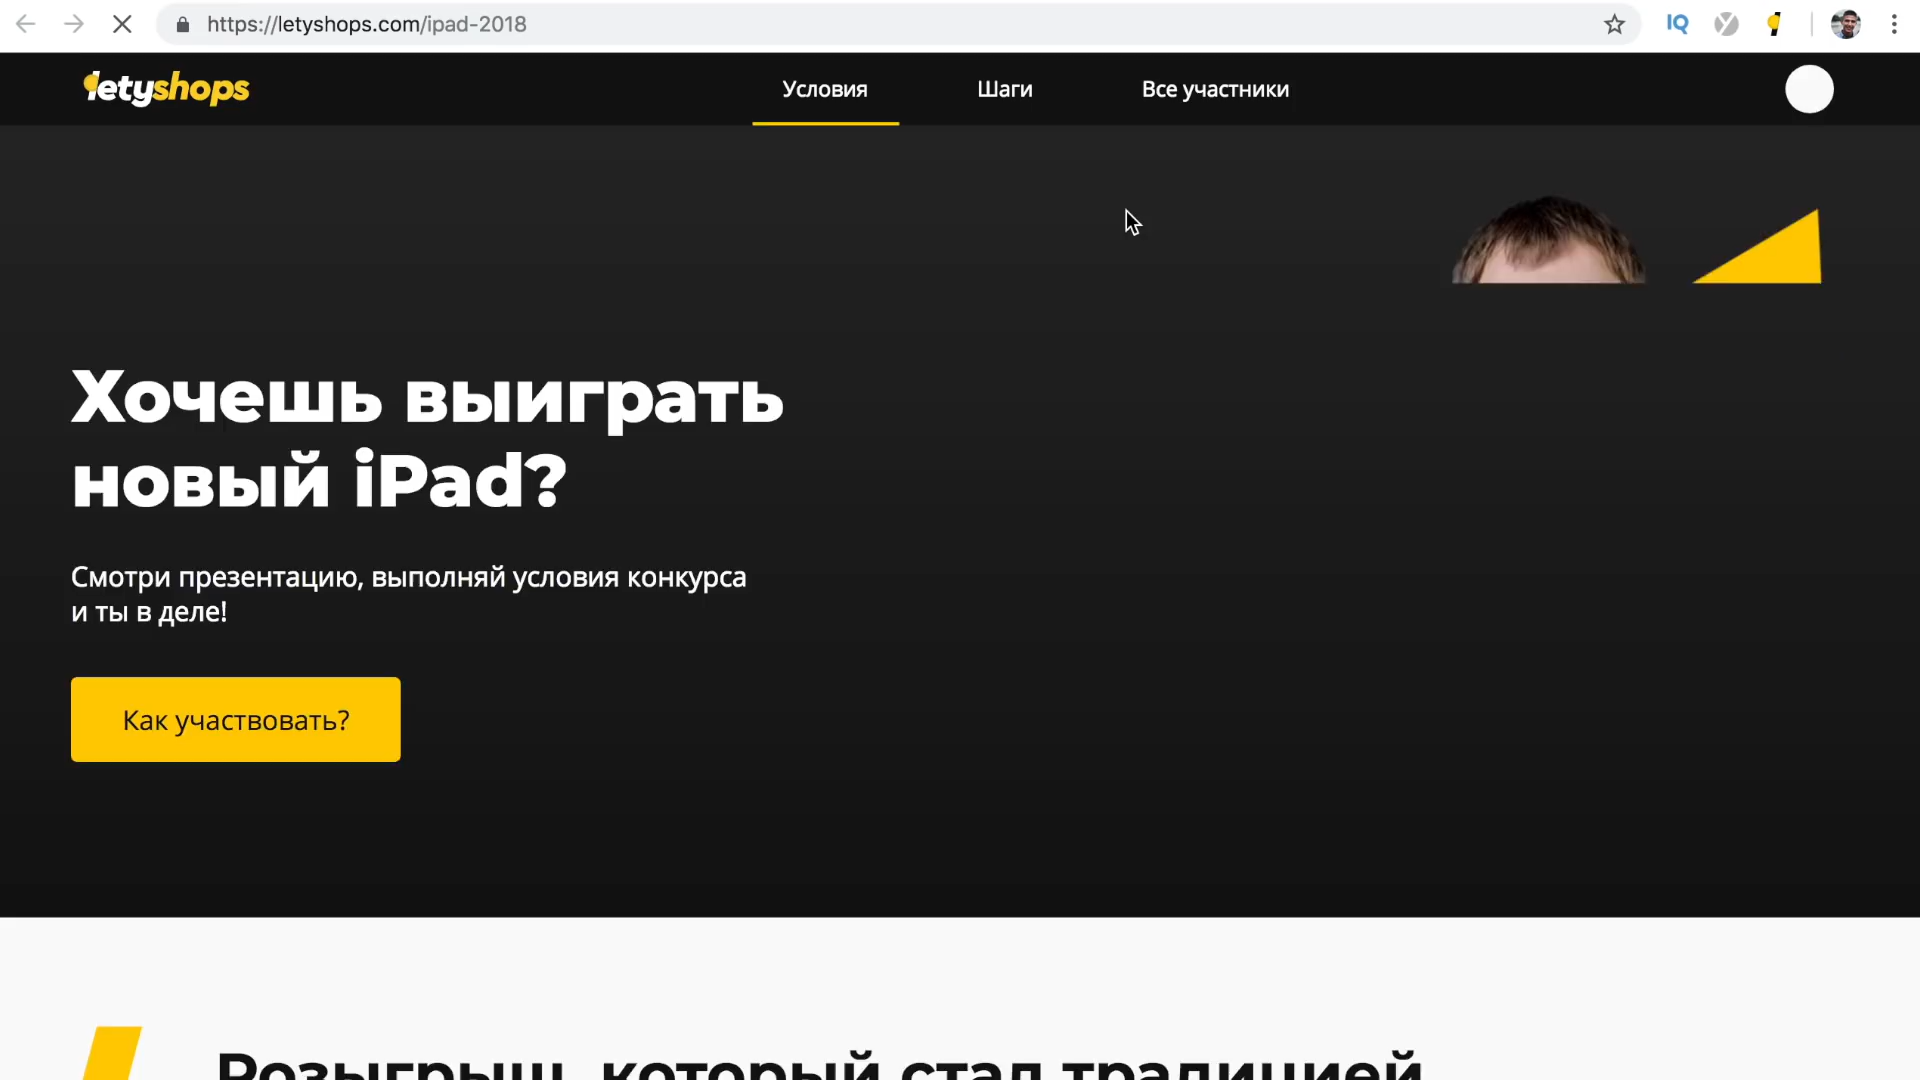 https://letyshops.com/ipad-2018
IQ
letyshops
Условия
Шаги
Все участники
Хочешь выиграть
новый iPad?
Смотри презентацию, выполняй условия конкурса
и ты в деле!
Как участвовать?
Розыгрыш, который стал традицией